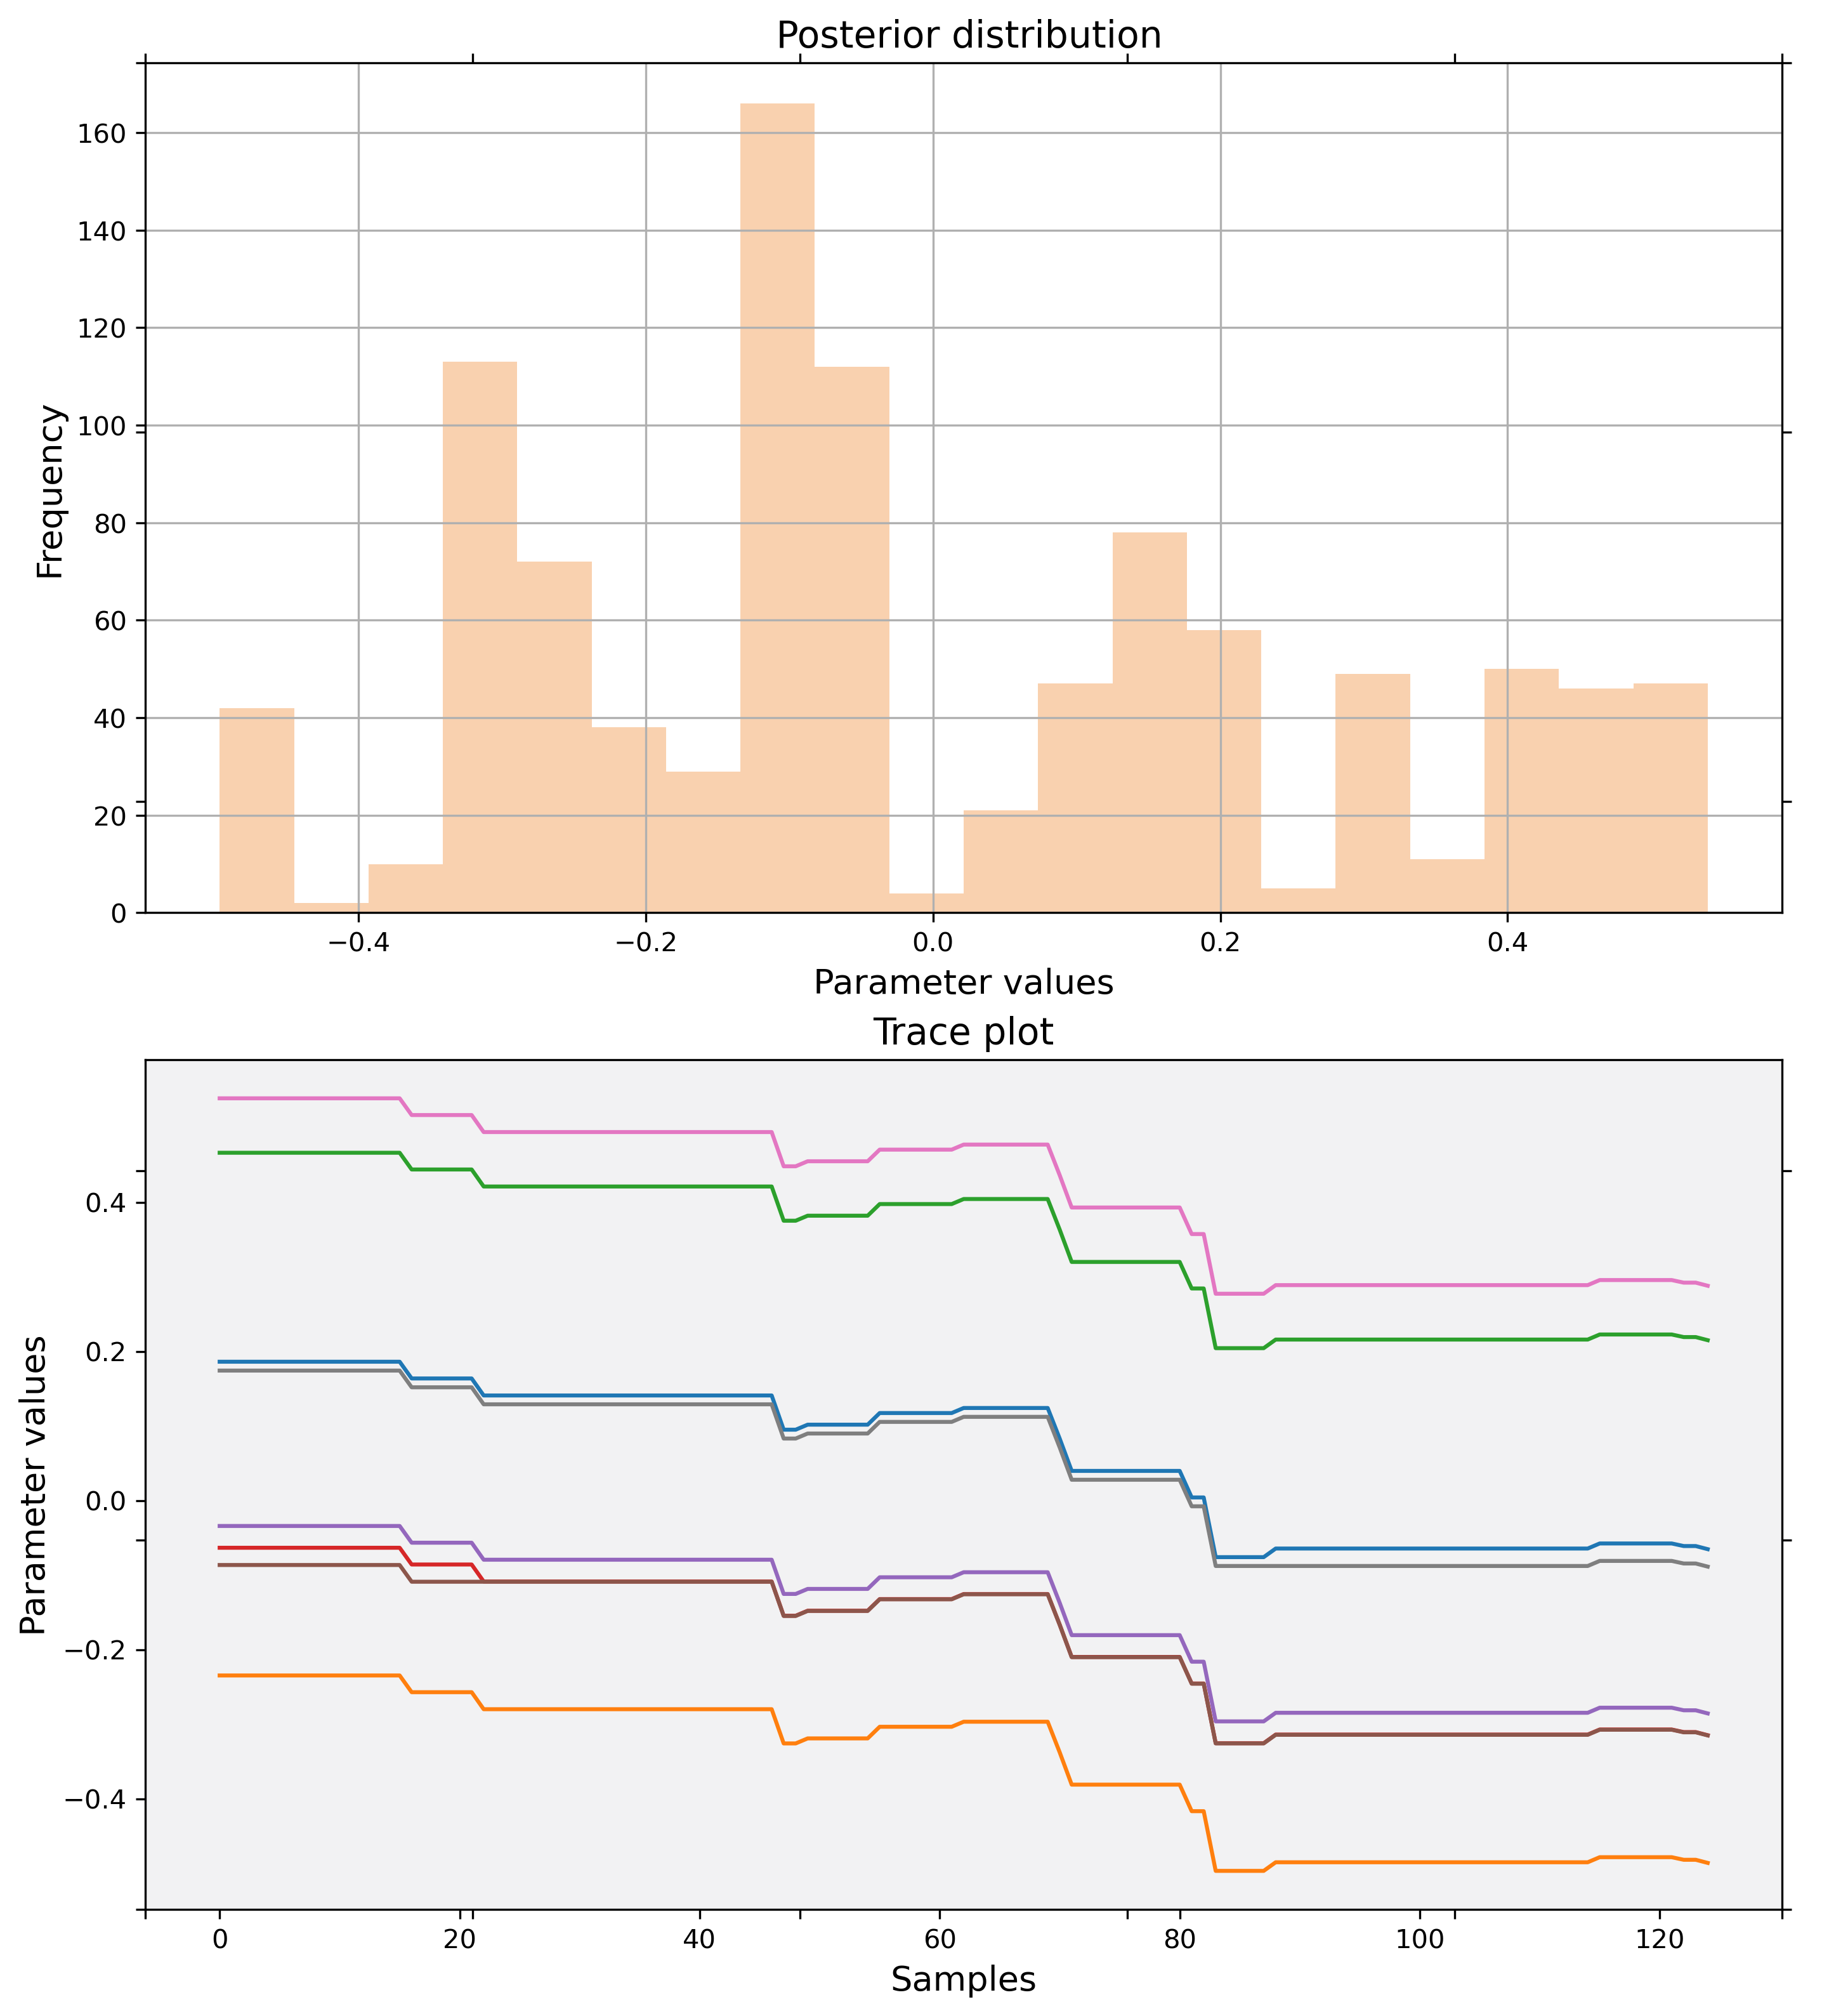 Posterior distribution
160
140
120
100
80
60
40
20
0
Frequency
−0.4 −0.2 0.0 0.2 0.4
Parameter values
Trace plot
0.4
0.2
0.0
−0.2
−0.4
Parameter values
0 20 40 60 80 100 120
Samples